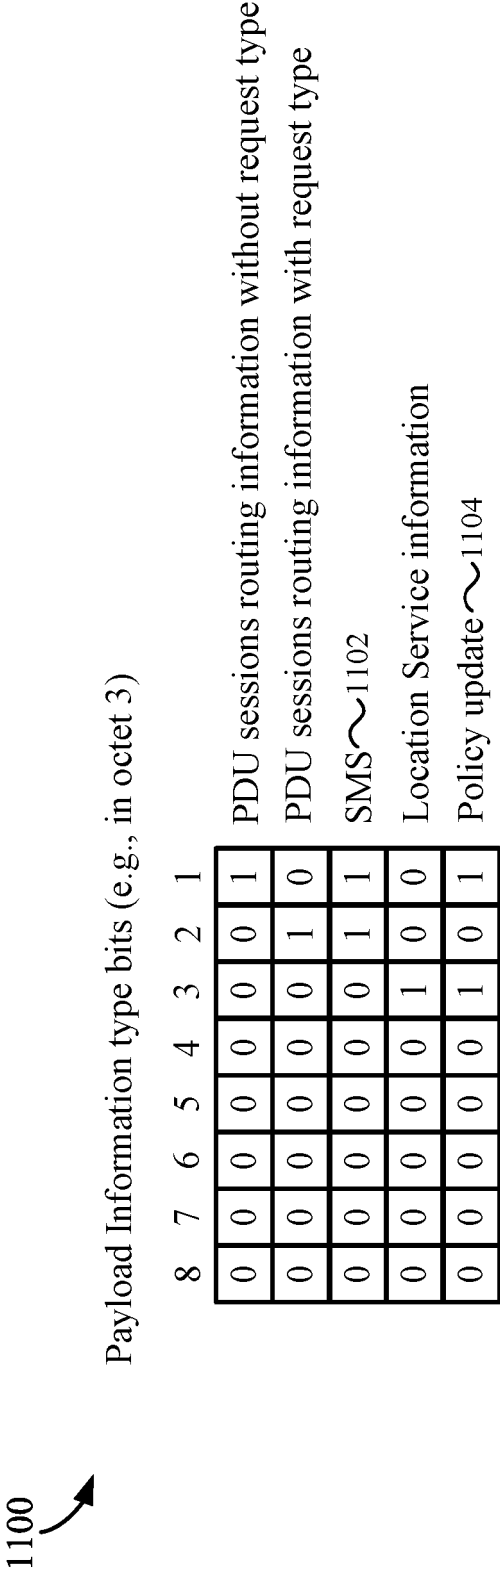 1100
Payload Information type bits (e.g., in octet 3)
8 7 6 5 4 3 2 1
0 0 0 0 0 0 0 1 PDU sessions routing information without request type
0 0 0 0 0 0 1 0 PDU sessions routing information with request type
0 0 0 0 0 0 1 1 SMS 1102
0 0 0 0 0 1 0 0 Location Service information
0 0 0 0 0 1 0 1 Policy update 1104